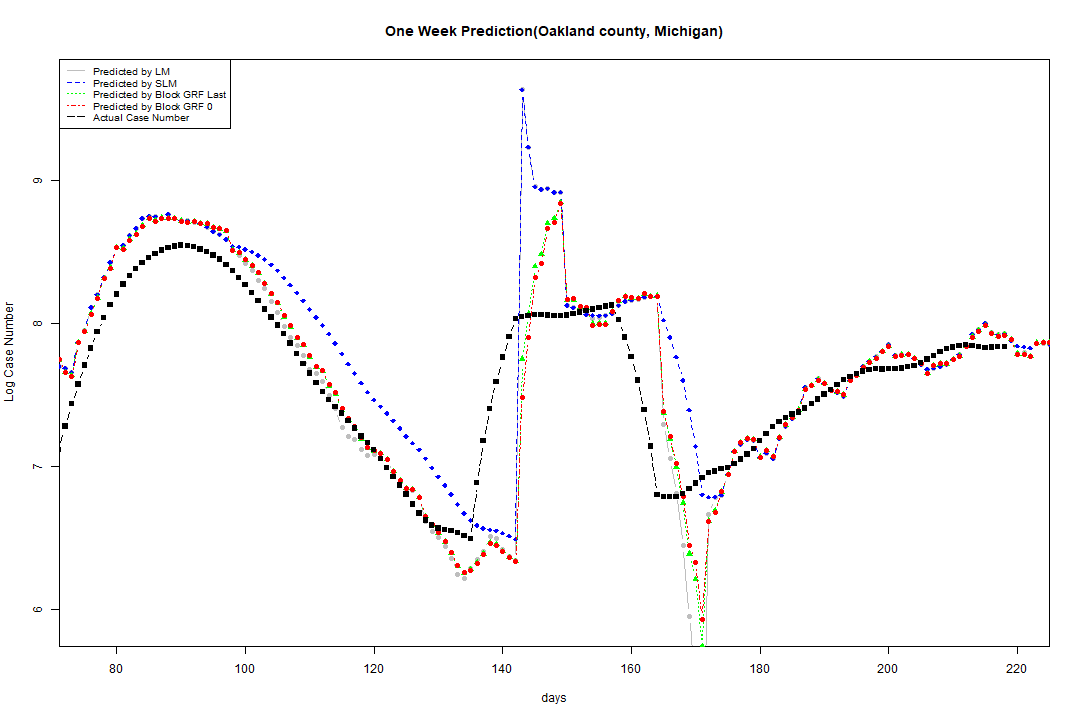 One Week Prediction(Oakland county, Michigan)
Predicted by LM
Predicted by SLM
Predicted by Block GRF Last
Predicted by Block GRF 0
Actual Case Number
9
8
7
6
Log Case Number
80 100 120 140 160 180 200 220
days